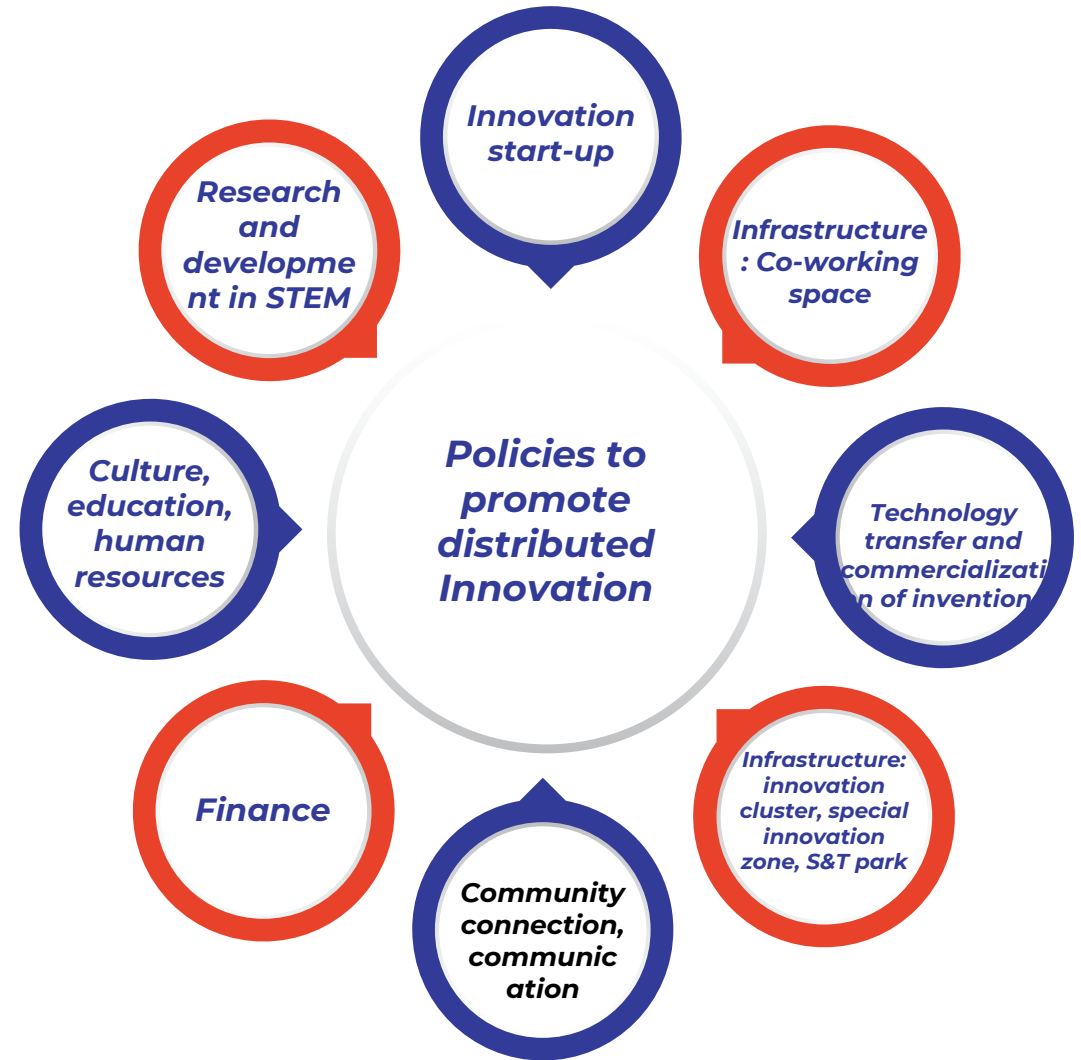 Innovation
start-up
Research
and
developme
nt in STEM
Infrastructure
: Co-working
space
Policies to
promote
distributed
Innovation
Culture,
education,
human
resources
Technology
transfer and
commercializati
on of invention
Finance
Infrastructure:
innovation
cluster, special
innovation
zone, S&T park
Community
connection,
communic
ation